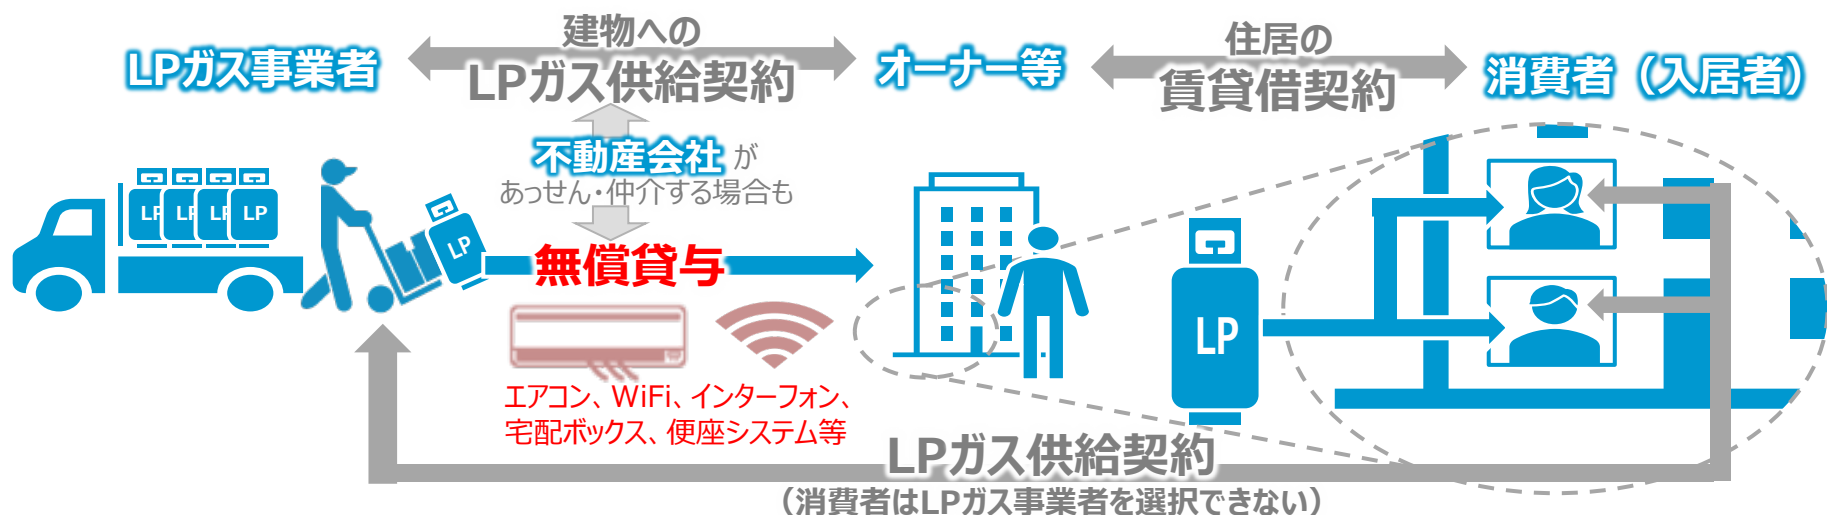 LPガス事業者
建物への
LPガス供給契約
オーナー等
住居の
賃貸借契約
消費者（入居者）
不動産会社 が
あっせん・仲介する場合も
LP LP LP LP
LP
無償貸与
エアコン、WiFi、インターフォン、
宅配ボックス、便座システム等
LP
LPガス供給契約
（消費者はLPガス事業者を選択できない）